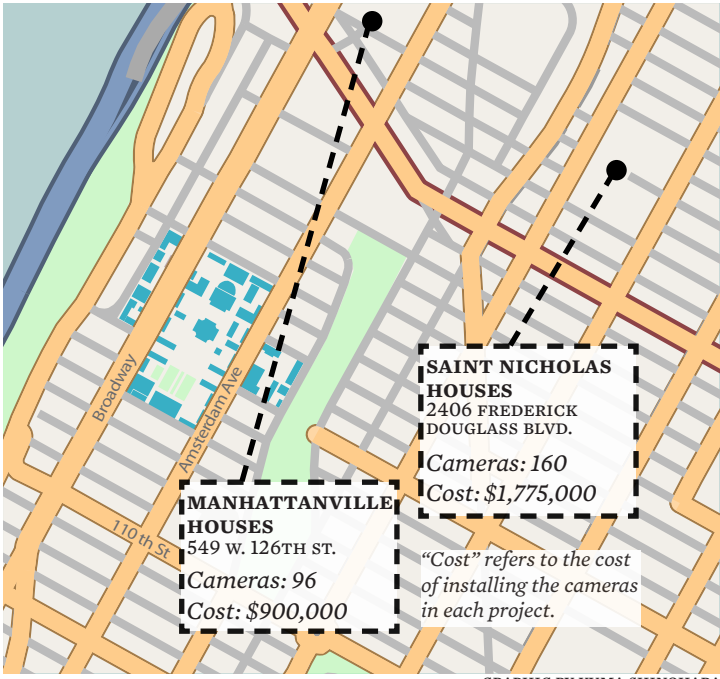 Broadway
Amsterdam Ave
110 th St
SAINT NICHOLAS
HOUSES
2406 FREDERICK
DOUGLASS BLVD.
Cameras: 160
Cost: $1,775,000
MANHATTANVILLE
HOUSES
549 W. 126TH ST.
Cameras: 96
Cost: $900,000
“Cost” refers to the cost
of installing the cameras
in each project.